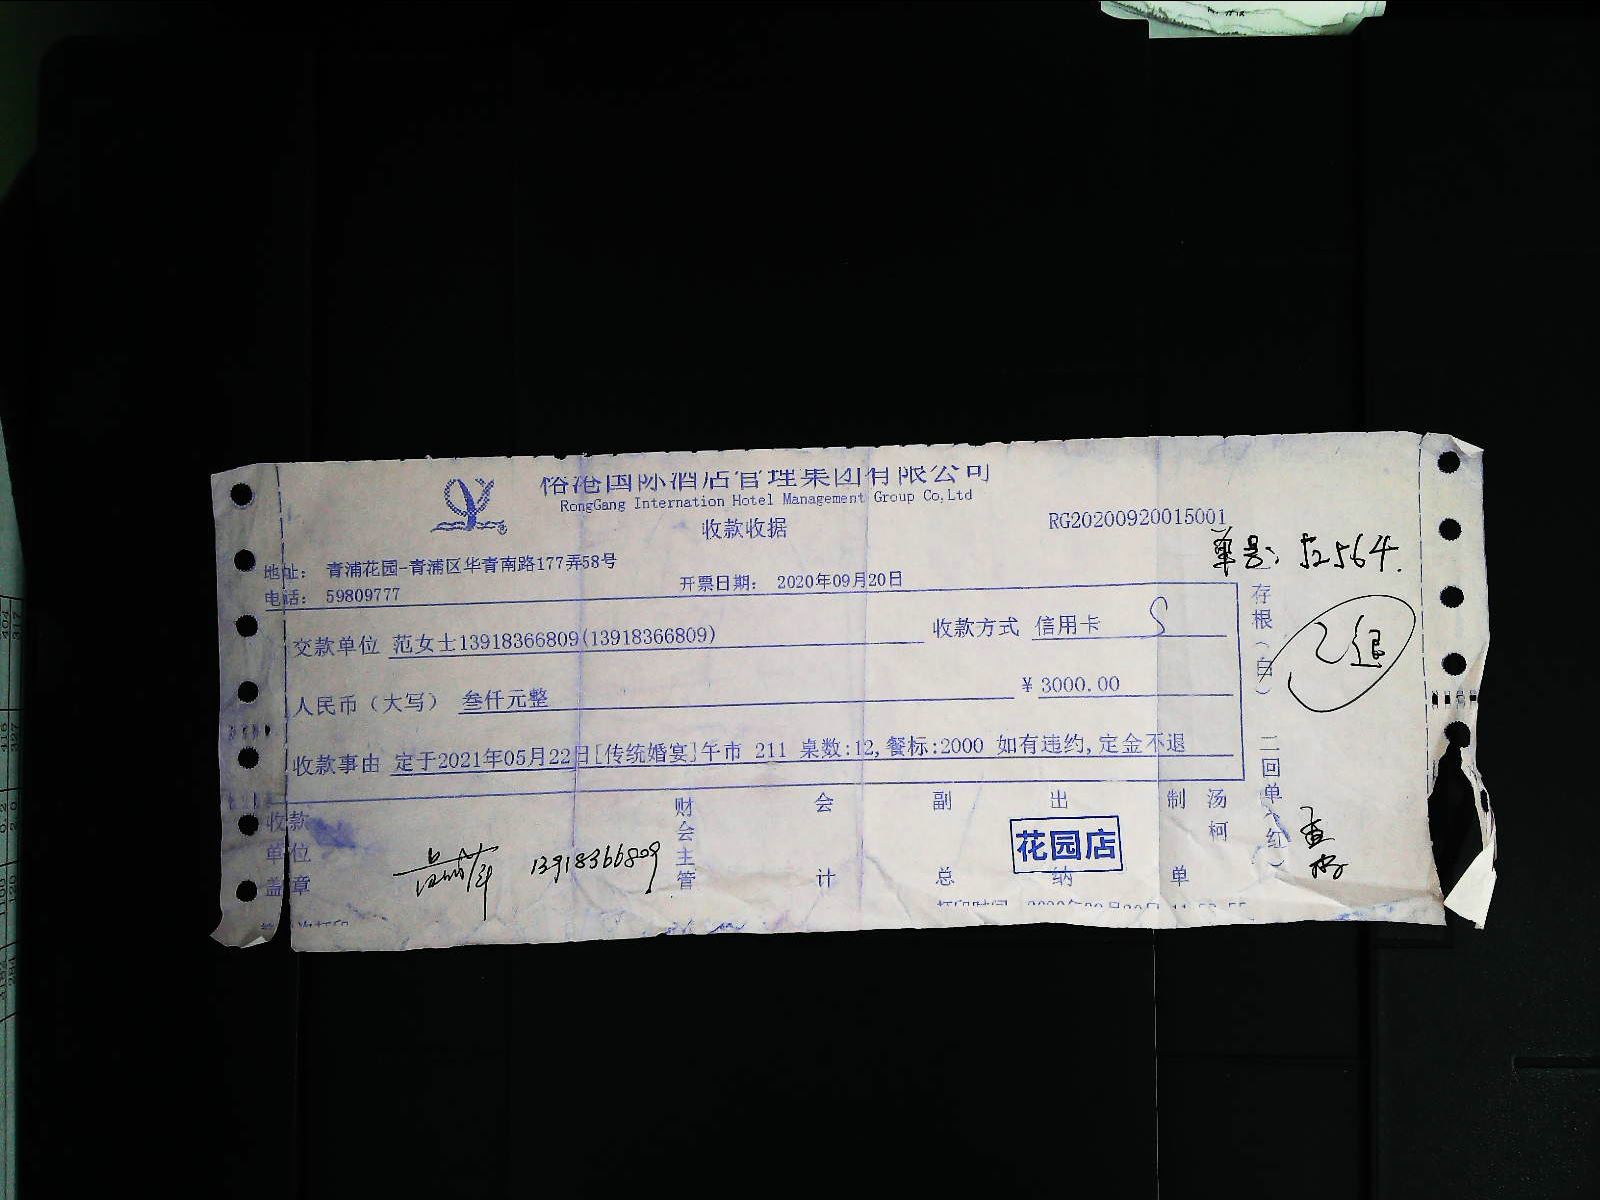 俗港国际酒店管理集团有限公司
RongGang Internation Hotel Management Group Co,Ltd
收款收据
RG20200920015001
单号: 52564.
地址: 青浦花园-青浦区华青南路177弄58号
电话: 59809777
开票日期: 2020年09月20日
交款单位 范女士13918366809(13918366809) 收款方式 信用卡
人民币（大写） 叁仟元整 ¥ 3000.00
收款事由 定于2021年05月22日[传统婚宴]午市 211 桌数:12,餐标:2000 如有违约,定金不退
存根（白） 二回单（红）
已退
收款单位盖章
13918366809
财会主管
会计
副总
出纳
制单
汤柯
花园店